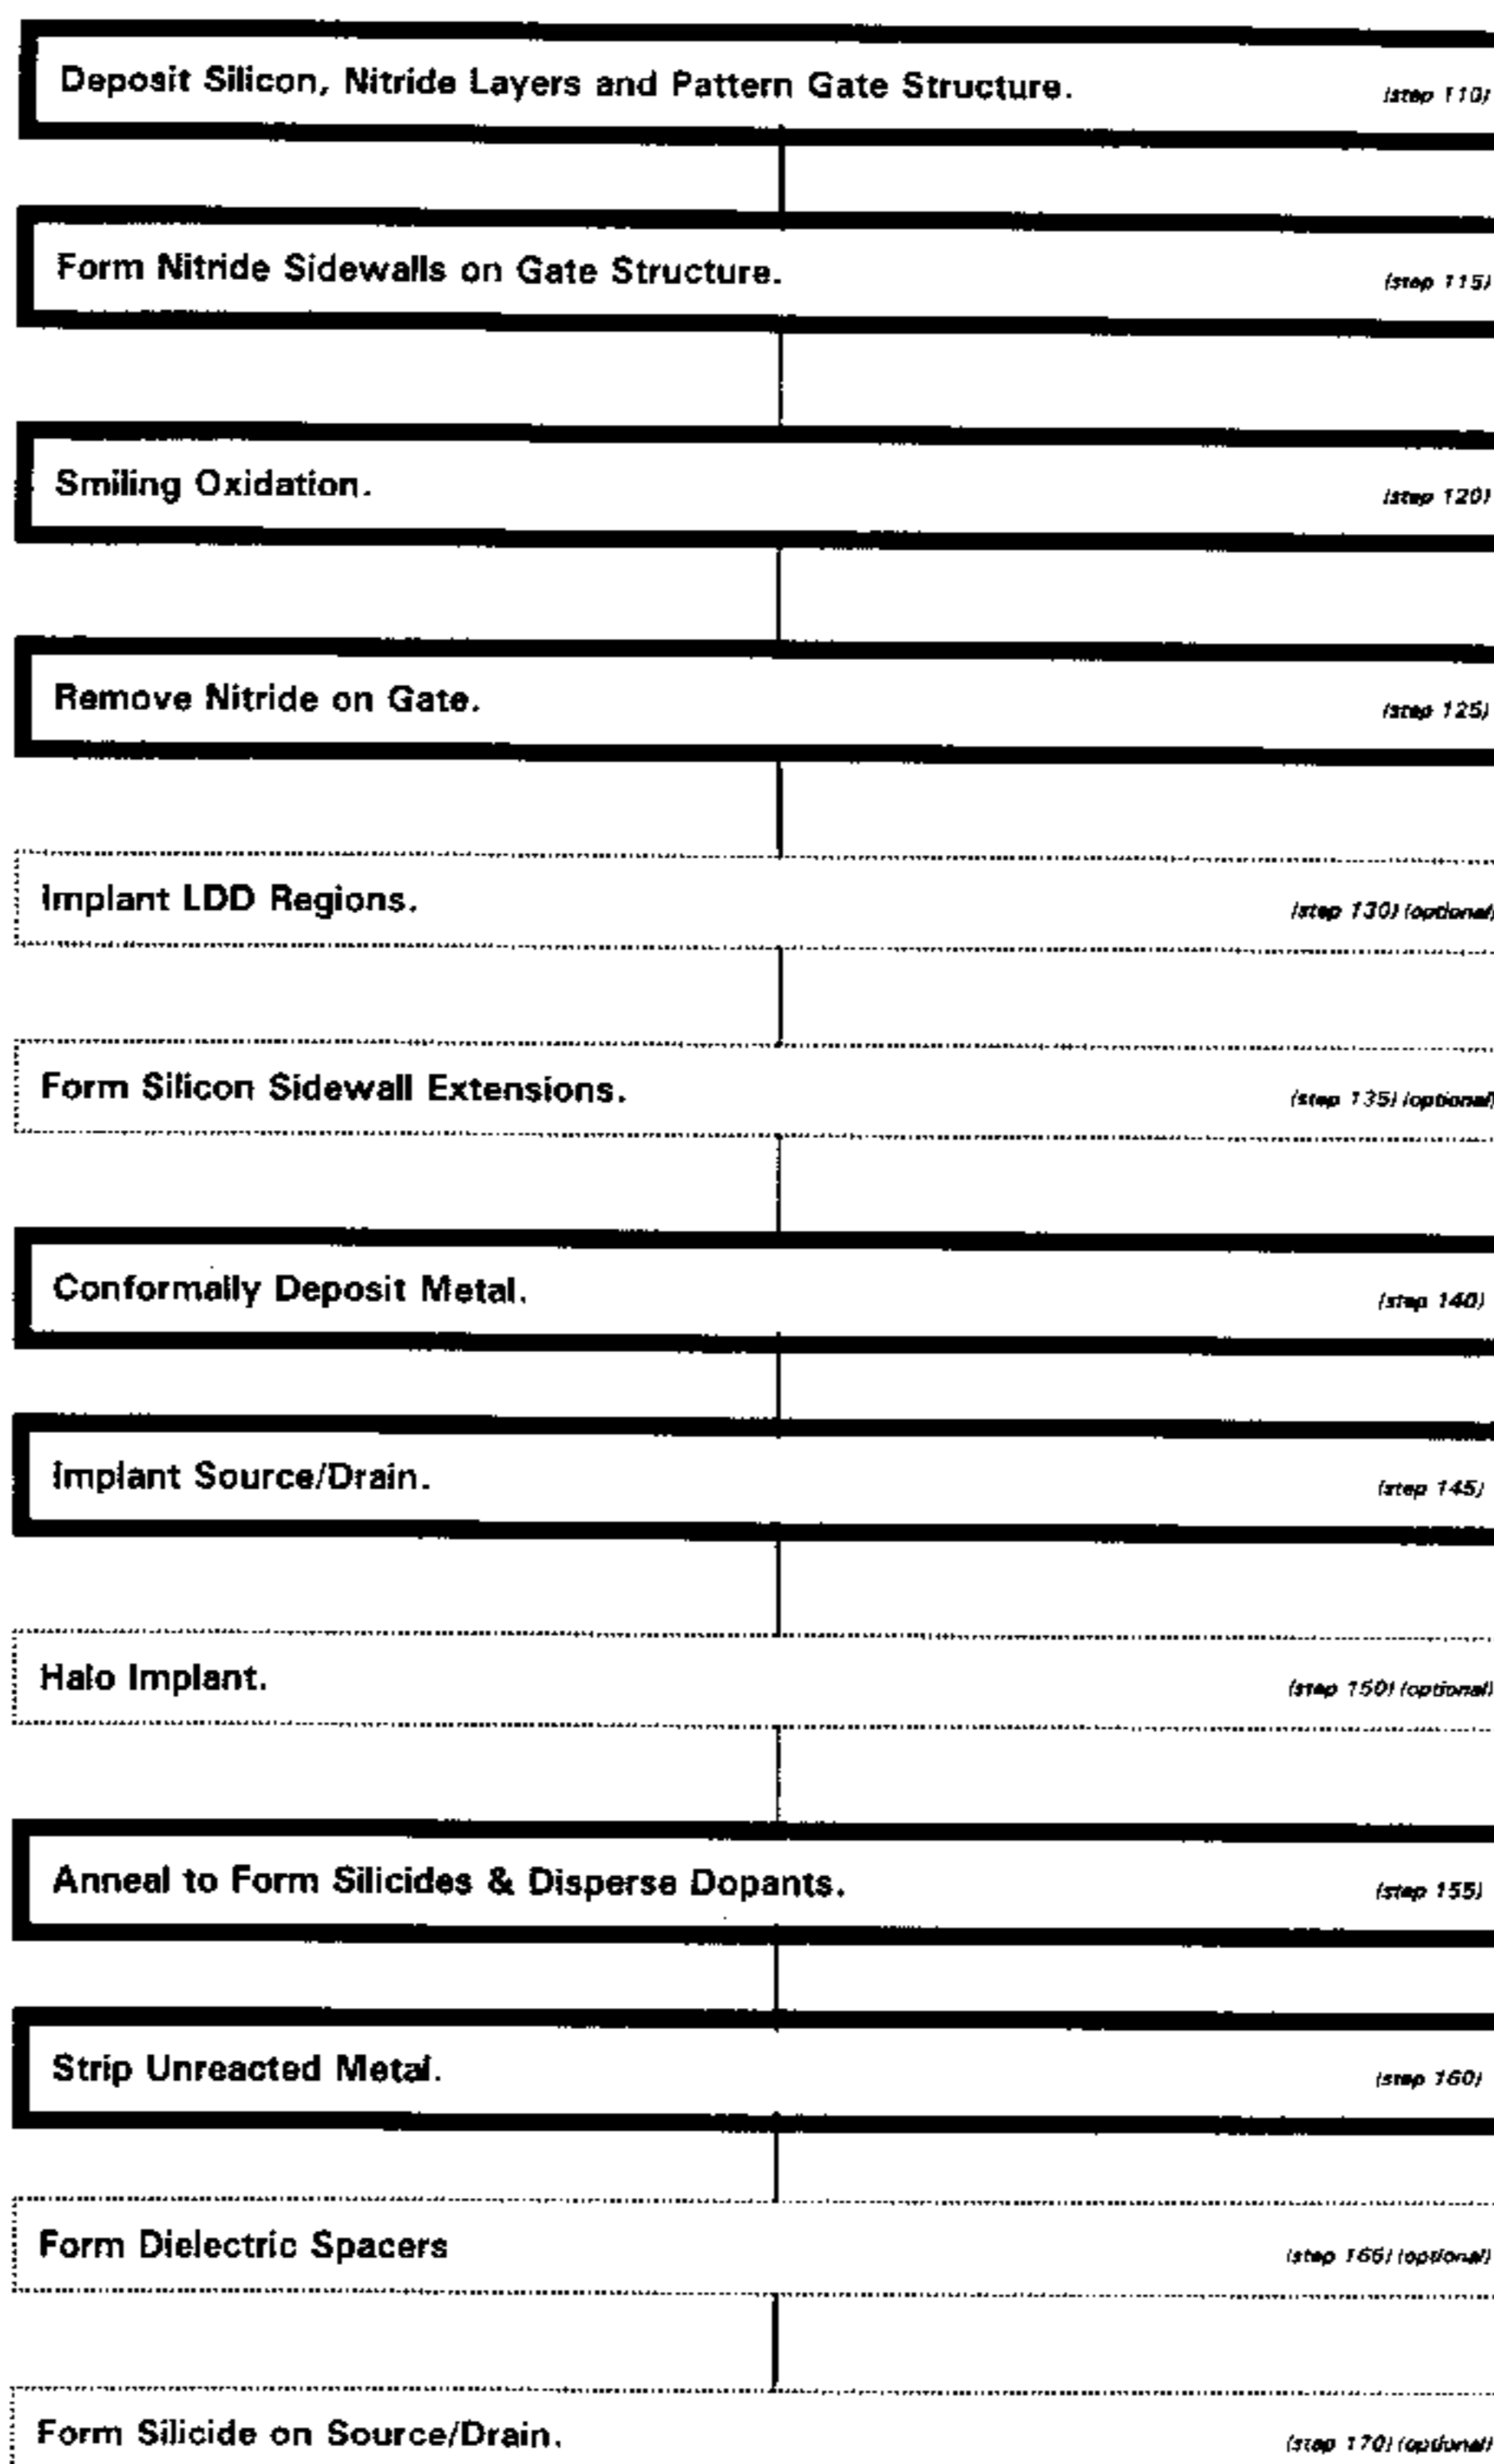 Deposit Silicon, Nitride Layers and Pattern Gate Structure. (step 110)
Form Nitride Sidewalls on Gate Structure. (step 115)
Smiling Oxidation. (step 120)
Remove Nitride on Gate. (step 125)
Implant LDD Regions. (step 130) (optional)
Form Silicon Sidewall Extensions. (step 135) (optional)
Conformally Deposit Metal. (step 140)
Implant Source/Drain. (step 145)
Halo Implant. (step 150) (optional)
Anneal to Form Silicides & Disperse Dopants. (step 155)
Strip Unreacted Metal. (step 160)
Form Dielectric Spacers (step 165) (optional)
Form Silicide on Source/Drain. (step 170) (optional)